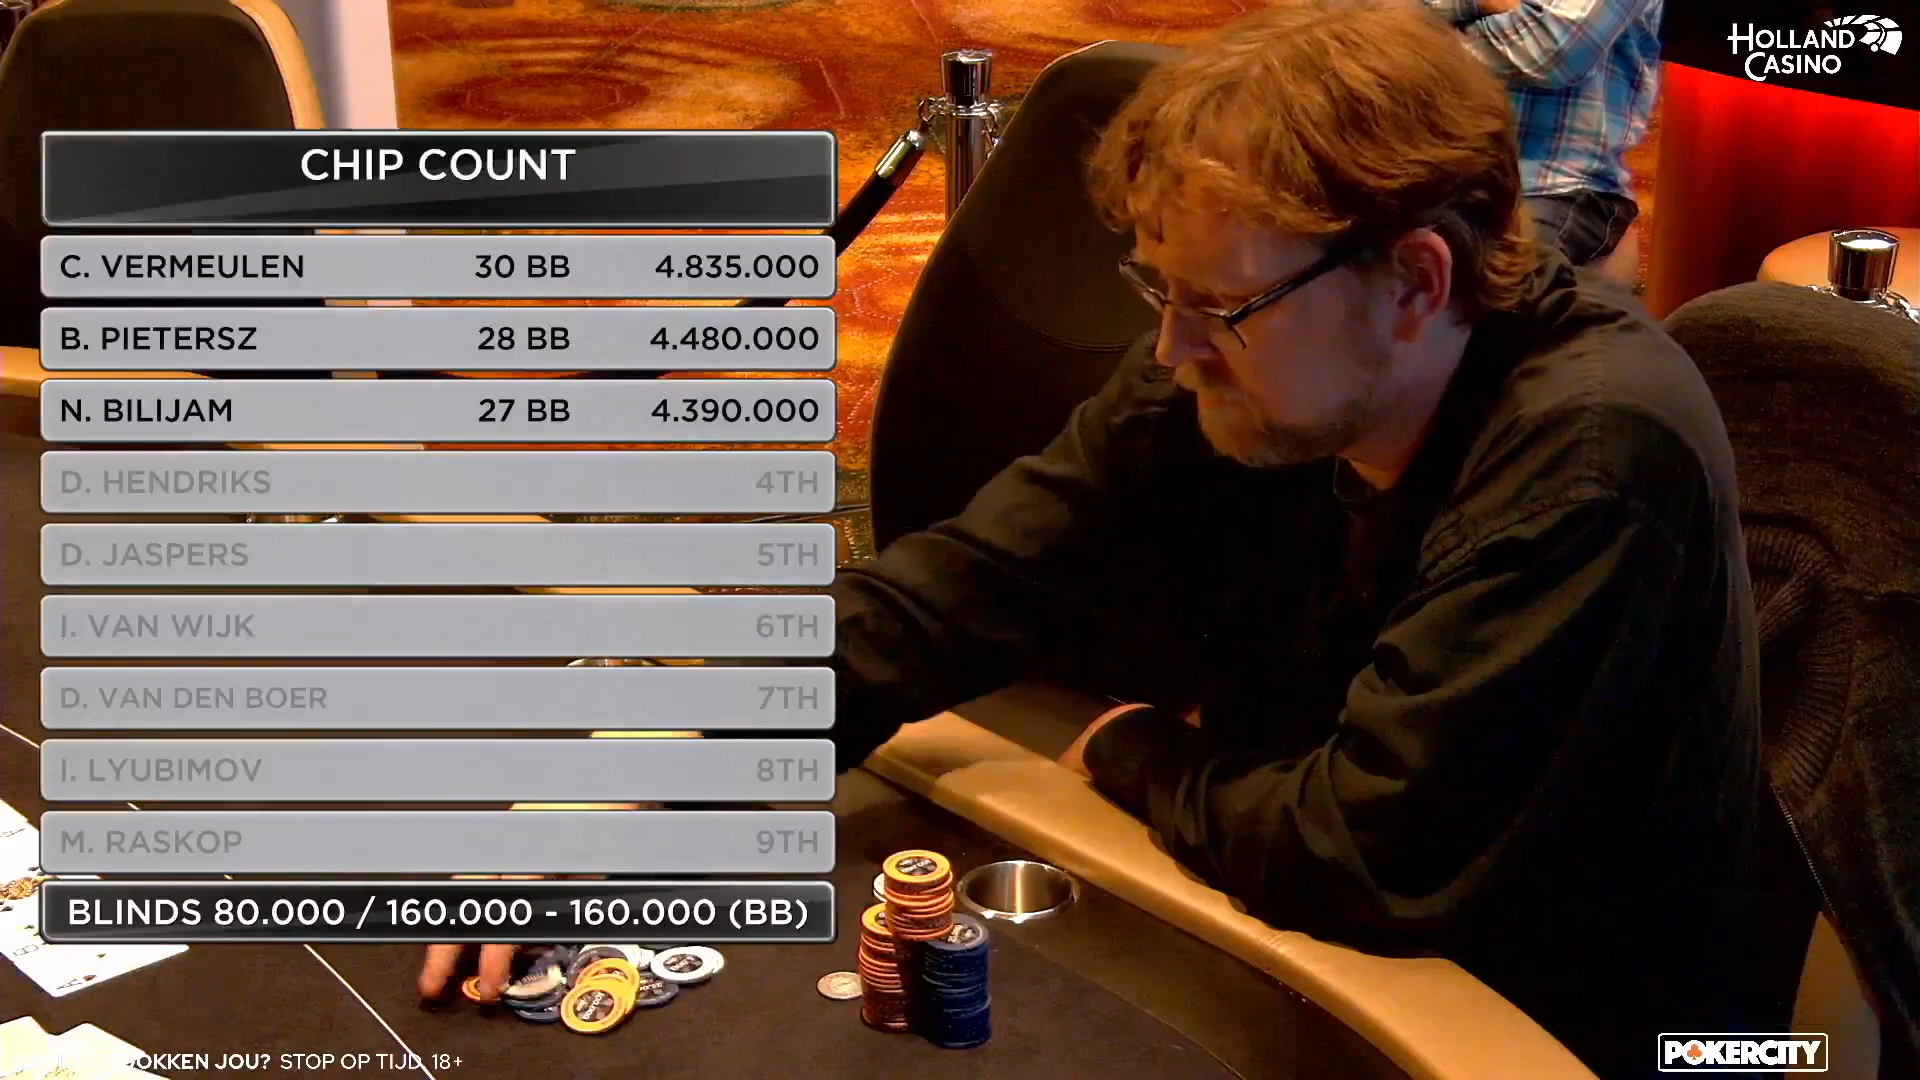 HOLLAND
CASINO
CHIP COUNT
C. VERMEULEN 30 BB 4.835.000
B. PIETERSZ 28 BB 4.480.000
N. BILIJAM 27 BB 4.390.000
D. HENDRIKS 4TH
D. JASPERS 5TH
I. VAN WIJK 6TH
D. VAN DEN BOER 7TH
I. LYUBIMOV 8TH
M. RASKOP 9TH
BLINDS 80.000 / 160.000 - 160.000 (BB)
JOU? STOP OP TIJD 18+
POKERCITY